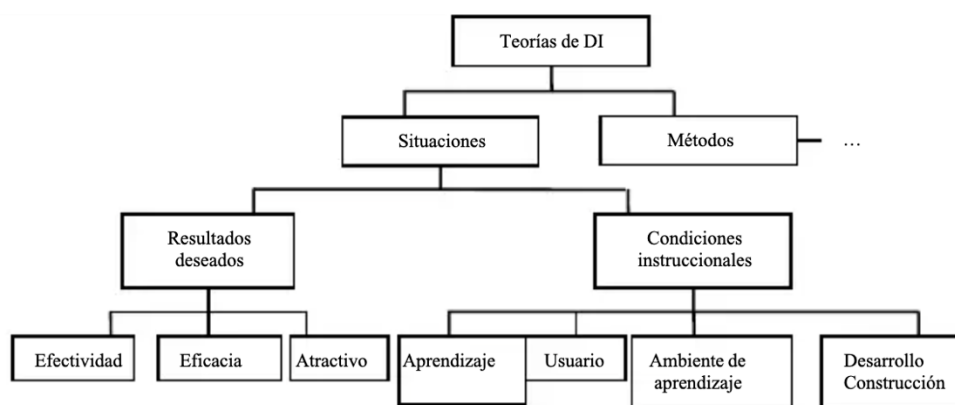 Teorías de DI
Situaciones
Métodos
...
Resultados
deseados
Condiciones
instruccionales
Efectividad
Eficacia
Atractivo
Aprendizaje
Usuario
Ambiente de
aprendizaje
Desarrollo
Construcción